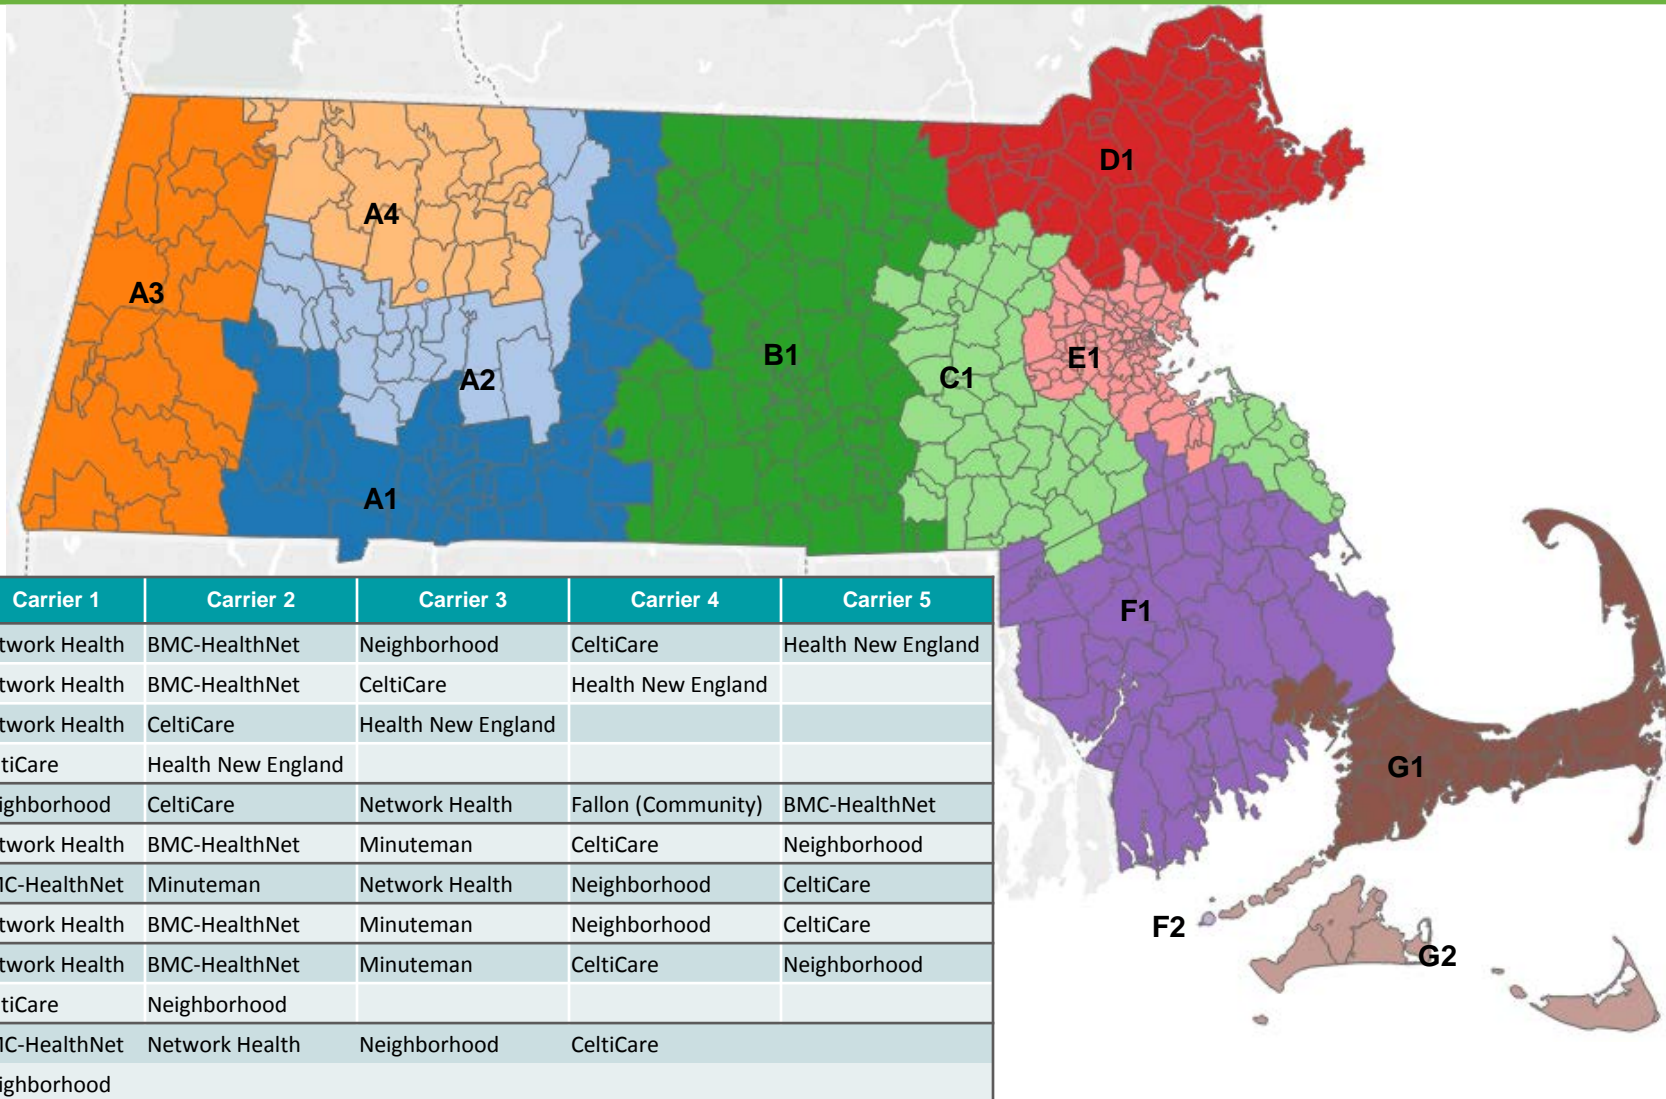 D1
A4
A3
B1
E1
C1
A2
A1
F1
G1
F2
G2
Carrier 1 Carrier 2 Carrier 3 Carrier 4 Carrier 5
twork Health BMC-HealthNet Neighborhood CeltiCare Health New England
twork Health BMC-HealthNet CeltiCare Health New England
twork Health CeltiCare Health New England
tiCare Health New England
ighborhood CeltiCare Network Health Fallon (Community) BMC-HealthNet
twork Health BMC-HealthNet Minuteman CeltiCare Neighborhood
MC-HealthNet Minuteman Network Health Neighborhood CeltiCare
twork Health BMC-HealthNet Minuteman Neighborhood CeltiCare
twork Health BMC-HealthNet Minuteman CeltiCare Neighborhood
tiCare Neighborhood
MC-HealthNet Network Health Neighborhood CeltiCare
ighborhood